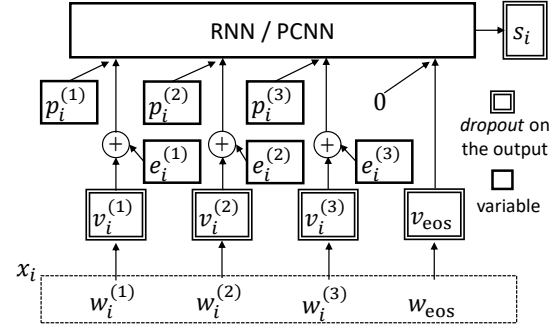 RNN / PCNN
s_i
p_i^{(1)} p_i^{(2)} p_i^{(3)} 0
+ + +
e_i^{(1)} e_i^{(2)} e_i^{(3)}
v_i^{(1)} v_i^{(2)} v_i^{(3)} v_eos
x_i
w_i^{(1)} w_i^{(2)} w_i^{(3)} w_eos
dropout on
the output
variable